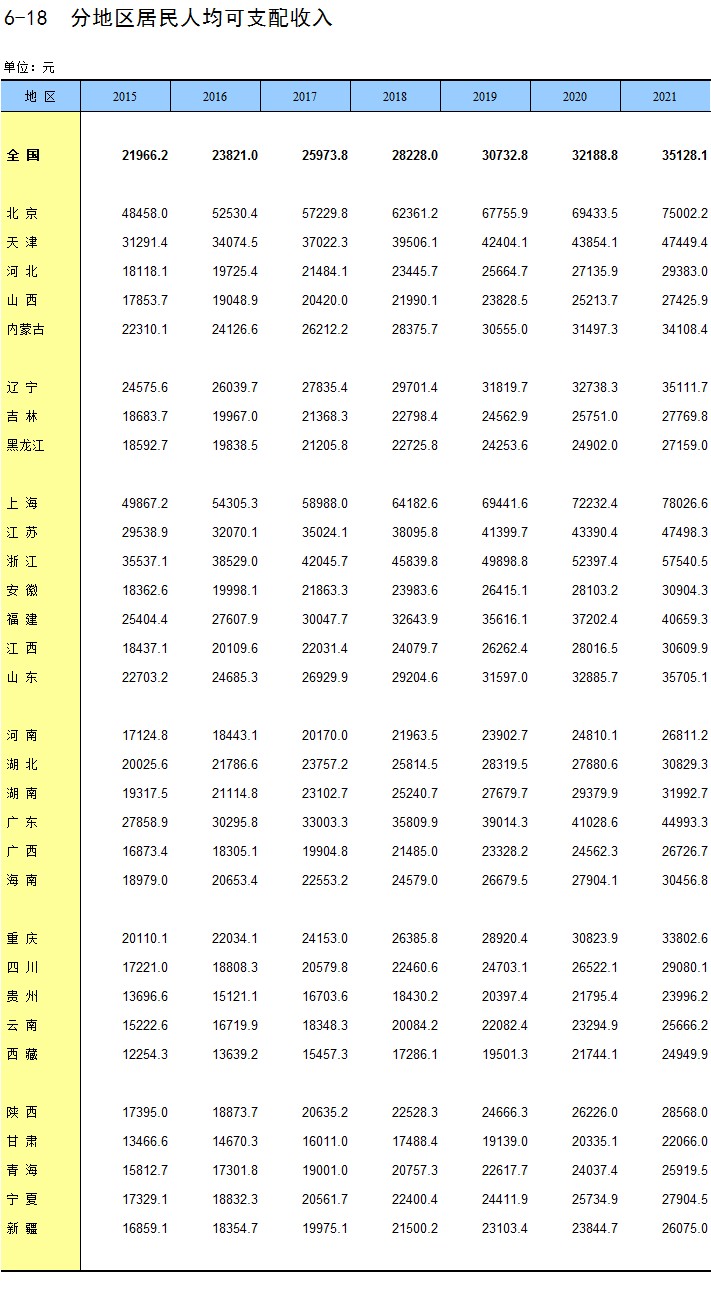 6-18 分地区居民人均可支配收入
单位：元
地 区 2015 2016 2017 2018 2019 2020 2021
全 国 21966.2 23821.0 25973.8 28228.0 30732.8 32188.8 35128.1
北 京 48458.0 52530.4 57229.8 62361.2 67755.9 69433.5 75002.2
天 津 31291.4 34074.5 37022.3 39506.1 42404.1 43854.1 47449.4
河 北 18118.1 19725.4 21484.1 23445.7 25664.7 27135.9 29383.0
山 西 17853.7 19048.9 20420.0 21990.1 23828.5 25213.7 27425.9
内蒙古 22310.1 24126.6 26212.2 28375.7 30555.0 31497.3 34108.4
辽 宁 24575.6 26039.7 27835.4 29701.4 31819.7 32738.3 35111.7
吉 林 18683.7 19967.0 21368.3 22798.4 24562.9 25751.0 27769.8
黑龙江 18592.7 19838.5 21205.8 22725.8 24253.6 24902.0 27159.0
上 海 49867.2 54305.3 58988.0 64182.6 69441.6 72232.4 78026.6
江 苏 29538.9 32070.1 35024.1 38095.8 41399.7 43390.4 47498.3
浙 江 35537.1 38529.0 42045.7 45839.8 49898.8 52397.4 57540.5
安 徽 18362.6 19998.1 21863.3 23983.6 26415.1 28103.2 30904.3
福 建 25404.4 27607.9 30047.7 32643.9 35616.1 37202.4 40659.3
江 西 18437.1 20109.6 22031.4 24079.7 26262.4 28016.5 30609.9
山 东 22703.2 24685.3 26929.9 29204.6 31597.0 32885.7 35705.1
河 南 17124.8 18443.1 20170.0 21963.5 23902.7 24810.1 26811.2
湖 北 20025.6 21786.6 23757.2 25814.5 28319.5 27880.6 30829.3
湖 南 19317.5 21114.8 23102.7 25240.7 27679.7 29379.9 31992.7
广 东 27858.9 30295.8 33003.3 35809.9 39014.3 41028.6 44993.3
广 西 16873.4 18305.1 19904.8 21485.0 23328.2 24562.3 26726.7
海 南 18979.0 20653.4 22553.2 24579.0 26679.5 27904.1 30456.8
重 庆 20110.1 22034.1 24153.0 26385.8 28920.4 30823.9 33802.6
四 川 17221.0 18808.3 20579.8 22460.6 24703.1 26522.1 29080.1
贵 州 13696.6 15121.1 16703.6 18430.2 20397.4 21795.4 23996.2
云 南 15222.6 16719.9 18348.3 20084.2 22082.4 23294.9 25666.2
西 藏 12254.3 13639.2 15457.3 17286.1 19501.3 21744.1 24949.9
陕 西 17395.0 18873.7 20635.2 22528.3 24666.3 26226.0 28568.0
甘 肃 13466.6 14670.3 16011.0 17488.4 19139.0 20335.1 22066.0
青 海 15812.7 17301.8 19001.0 20757.3 22617.7 24037.4 25919.5
宁 夏 17329.1 18832.3 20561.7 22400.4 24411.9 25734.9 27904.5
新 疆 16859.1 18354.7 19975.1 21500.2 23103.4 23844.7 26075.0